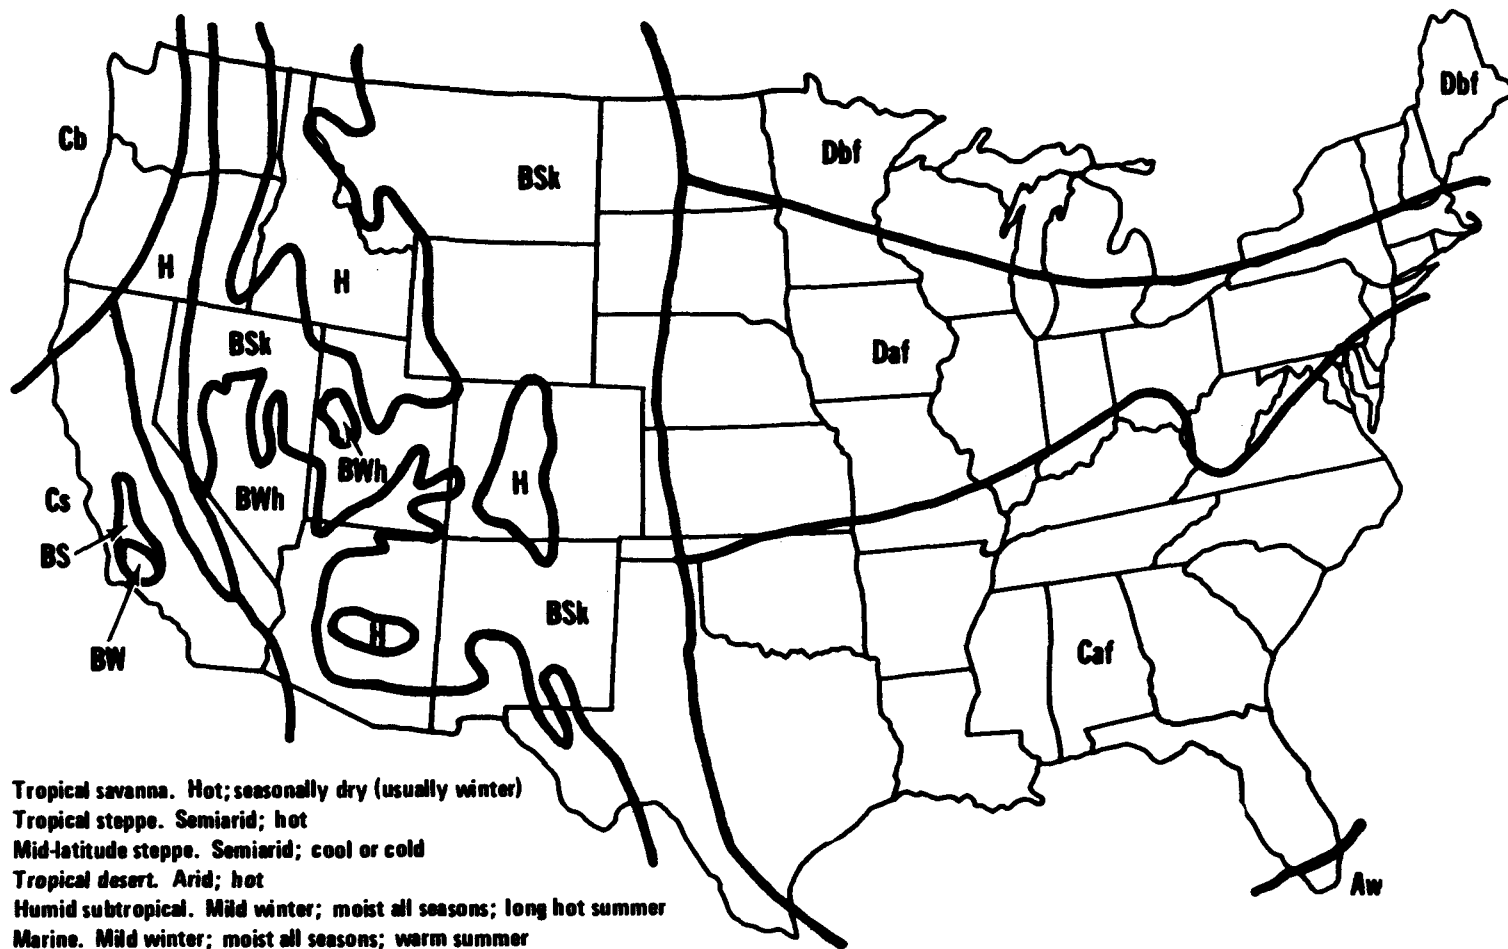 Dbf
Cb
Dbf
BSk
H
H
BSk
Daf
BWh
H
Cs
BWh
BS
BSk
H
BW
Caf
Tropical savanna. Hot; seasonally dry (usually winter)
Tropical steppe. Semiarid; hot
Mid-latitude steppe. Semiarid; cool or cold
Tropical desert. Arid; hot
Humid subtropical. Mild winter; moist all seasons; long hot summer
Marine. Mild winter; moist all seasons; warm summer
Aw